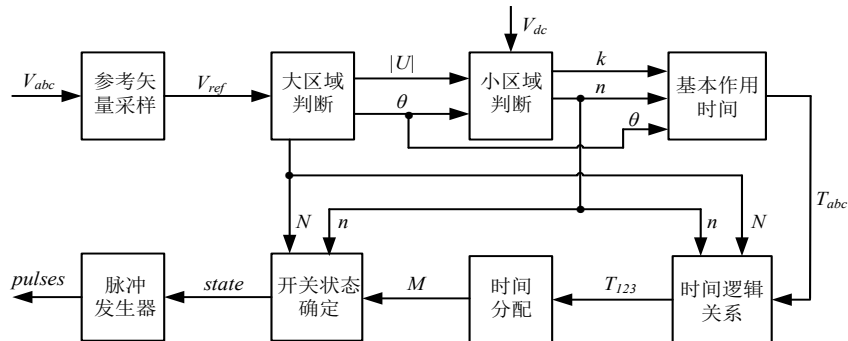 V_dc
V_abc
参考矢
量采样
V_ref
大区域
判断
|U|
θ
小区域
判断
k
n
基本作用
时间
θ
T_abc
N
n
n
N
pulses
脉冲
发生器
state
开关状态
确定
M
时间
分配
T_123
时间逻辑
关系